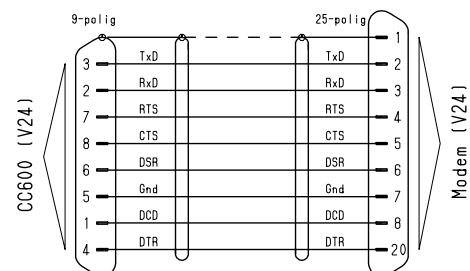 9-polig 25-polig
1
3 TxD TxD 2
2 RxD RxD 3
7 RTS RTS 4
8 CTS CTS 5
6 DSR DSR 6
5 Gnd Gnd 7
1 DCD DCD 8
4 DTR DTR 20
CC600 (V24)
Modem (V24)